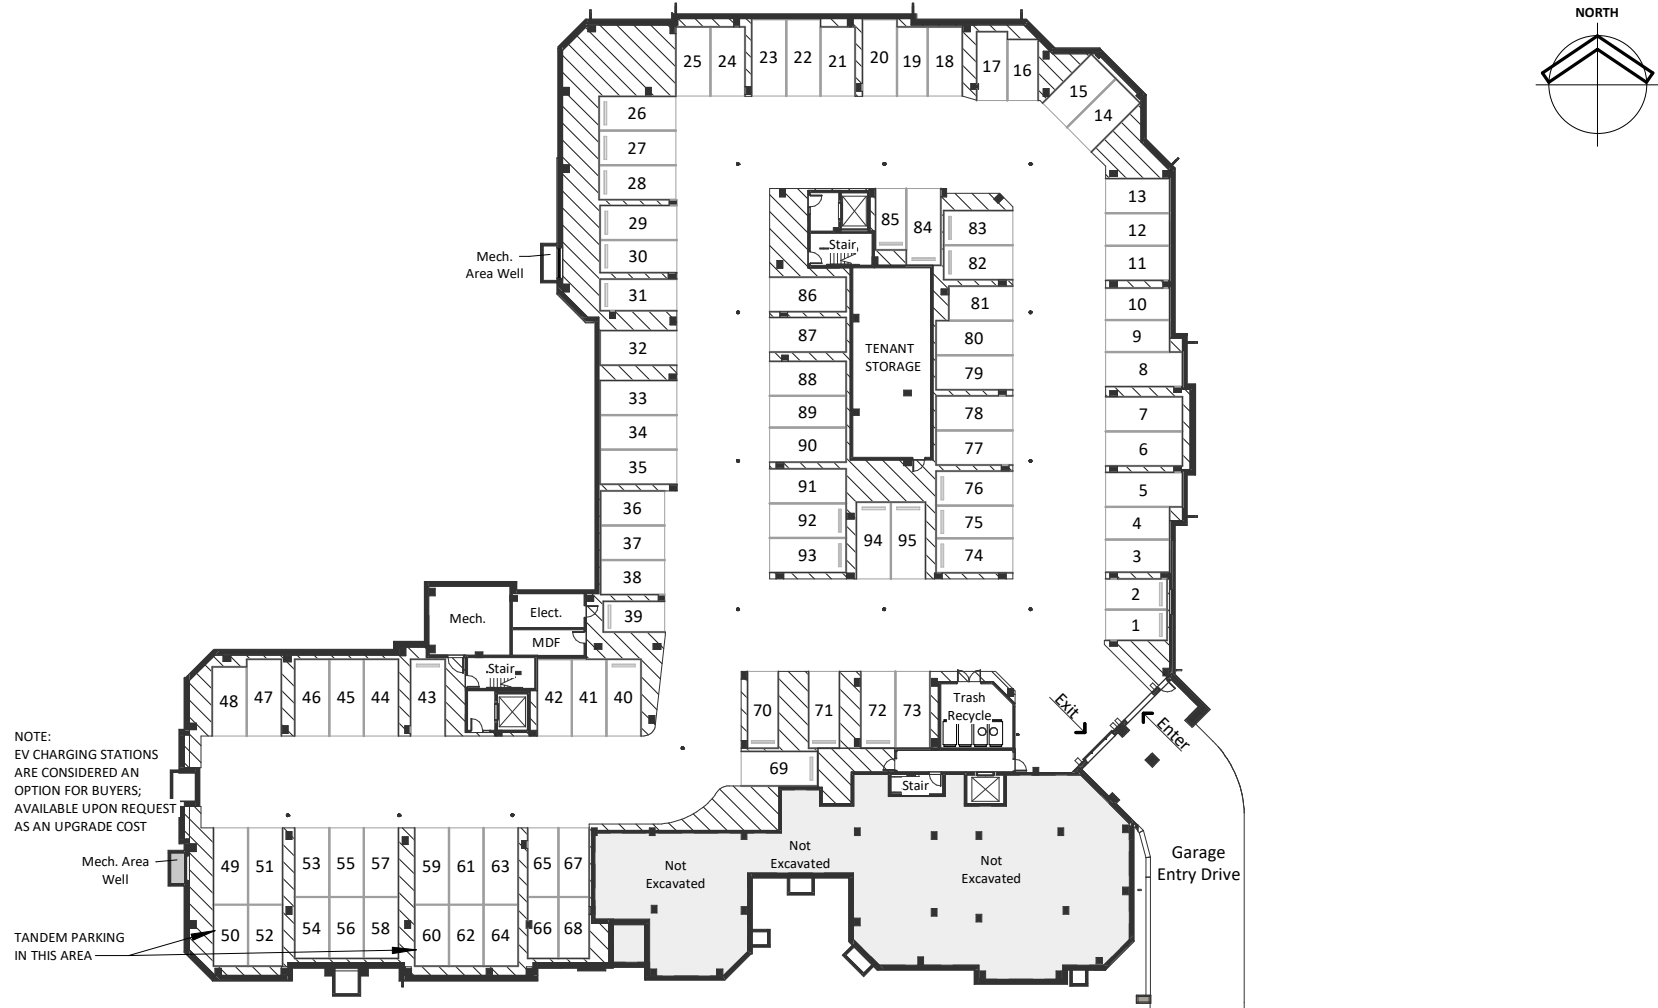 NORTH
25 24 23 22 21 20 19 18 17 16
15
14
26
27
28
29
30
31
32
33
34
35
36
37
38
39
13
12
11
10
9
8
7
6
5
4
3
2
1
85 84
Stair
83
82
81
80
79
78
77
76
75
74
86
87
88
89
90
91
92
93
94 95
TENANT
STORAGE
Mech.
Area Well
Mech.
Elect.
MDF
Stair
48 47 46 45 44 43 42 41 40
70 71 72 73
69
Trash
Recycle
Stair
Exit
Enter
NOTE:
EV CHARGING STATIONS
ARE CONSIDERED AN
OPTION FOR BUYERS;
AVAILABLE UPON REQUEST
AS AN UPGRADE COST
Mech. Area
Well
49 51 53 55 57 59 61 63 65 67
50 52 54 56 58 60 62 64 66 68
TANDEM PARKING
IN THIS AREA
Not
Excavated
Not
Excavated
Not
Excavated
Garage
Entry Drive